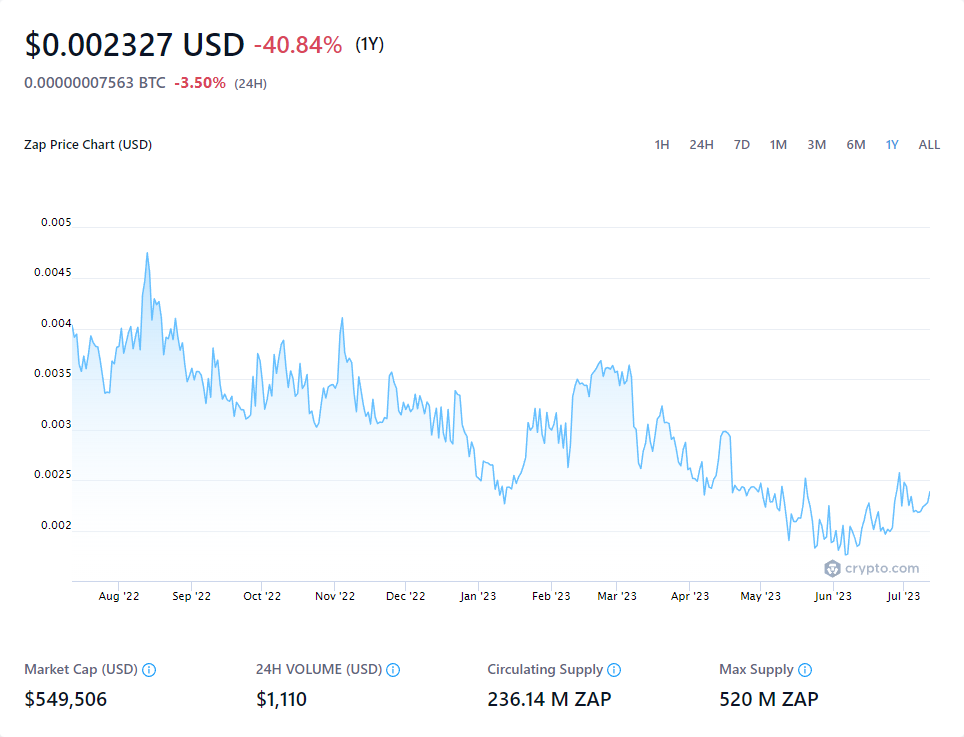 $0.002327 USD -40.84% (1Y)
0.00000007563 BTC -3.50% (24H)
Zap Price Chart (USD) 1H 24H 7D 1M 3M 6M 1Y ALL
0.005
0.0045
0.004
0.0035
0.003
0.0025
0.002
crypto.com
Aug '22 Sep '22 Oct '22 Nov '22 Dec '22 Jan '23 Feb '23 Mar '23 Apr '23 May '23 Jun '23 Jul '23
Market Cap (USD) 24H VOLUME (USD) Circulating Supply Max Supply
$549,506 $1,110 236.14 M ZAP 520 M ZAP